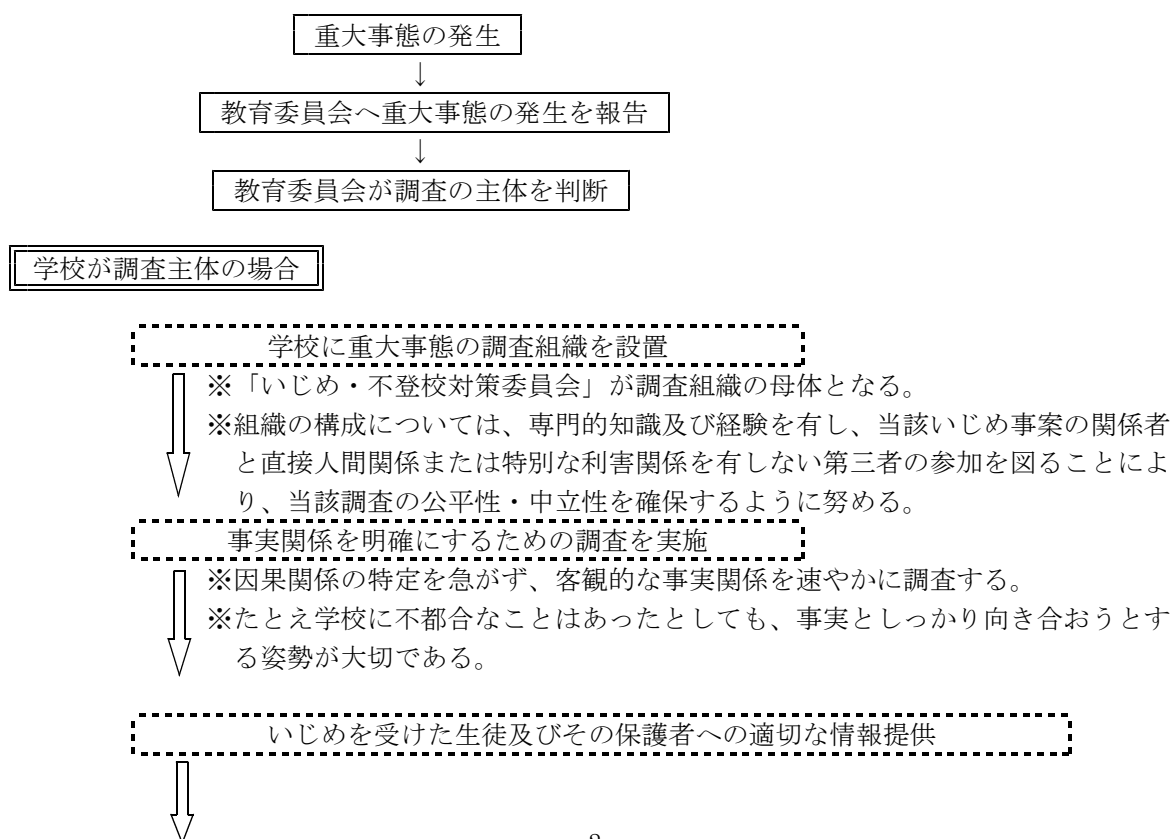 重大事態の発生
↓
教育委員会へ重大事態の発生を報告
↓
教育委員会が調査の主体を判断
学校が調査主体の場合
学校に重大事態の調査組織を設置
※「いじめ・不登校対策委員会」が調査組織の母体となる。
※組織の構成については、専門的知識及び経験を有し、当該いじめ事案の関係者
と直接人間関係または特別な利害関係を有しない第三者の参加を図ることによ
り、当該調査の公平性・中立性を確保するように努める。
事実関係を明確にするための調査を実施
※因果関係の特定を急がず、客観的な事実関係を速やかに調査する。
※たとえ学校に不都合なことはあったとしても、事実としっかり向き合おうとす
る姿勢が大切である。
いじめを受けた生徒及びその保護者への適切な情報提供